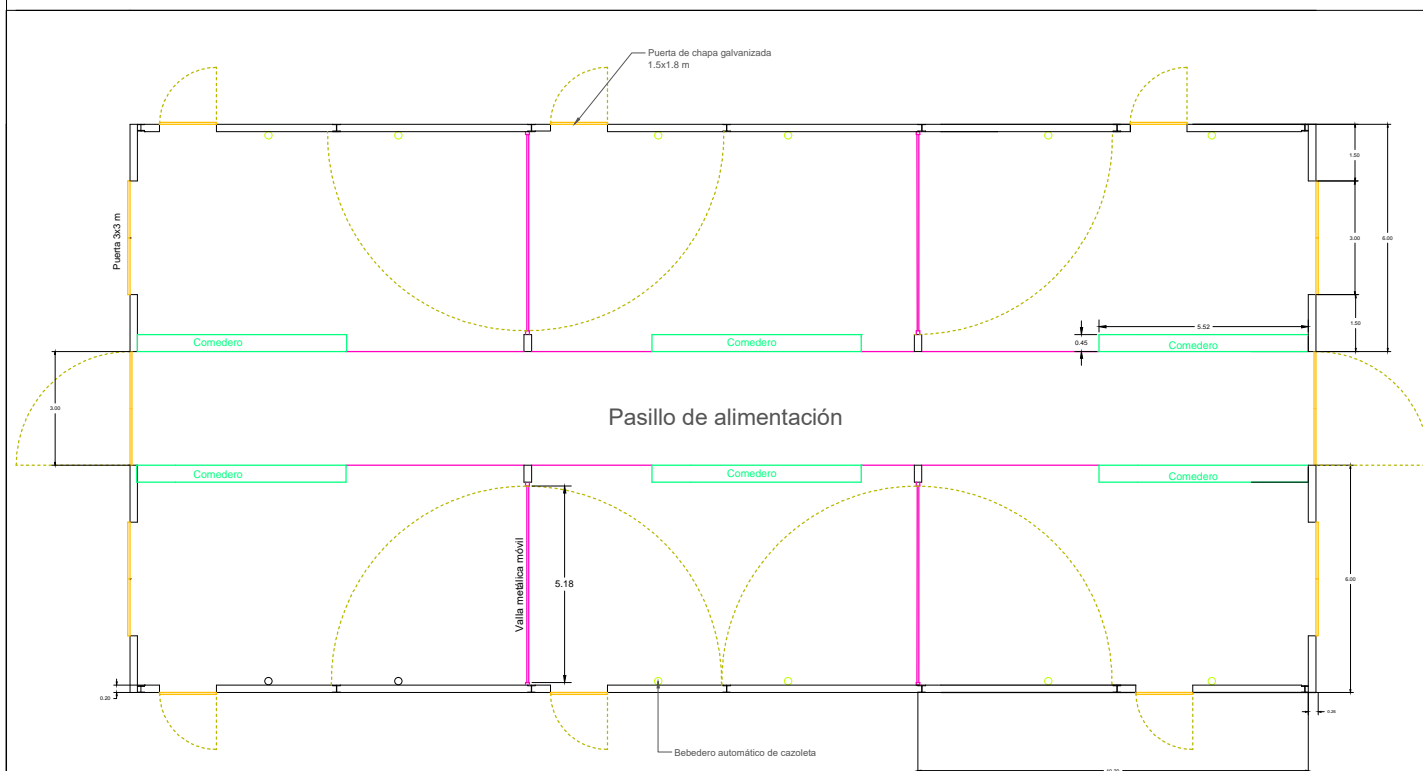 Puerta de chapa galvanizada
1.5x1.8 m
1.50
Puerta 3x3 m
3.00
6.00
1.50
5.52
Comedero
Comedero
0.45
Comedero
3.00
Pasillo de alimentación
Comedero
Comedero
Comedero
Valla metálica móvil
5.18
6.00
0.20
0.26
Bebedero automático de cazoleta